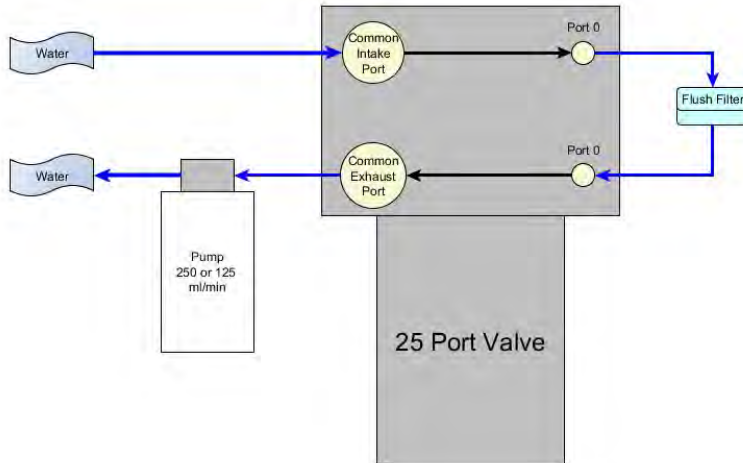 Water
Common
Intake
Port
Port 0
Flush Filter
Water
Common
Exhaust
Port
Port 0
Pump
250 or 125
ml/min
25 Port Valve